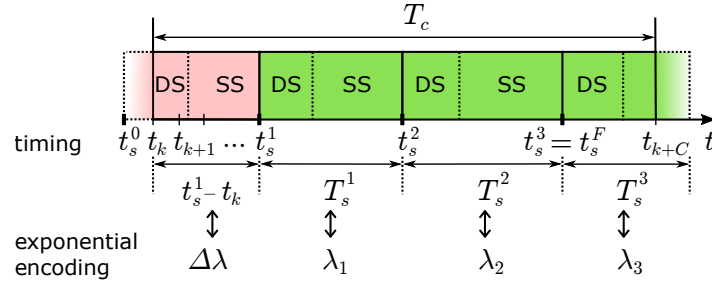 T_c
DS SS DS SS DS SS DS
timing t_s^0 t_k t_{k+1} ... t_s^1 t_s^2 t_s^3 = t_s^F t_{k+C} t
t_s^1 - t_k T_s^1 T_s^2 T_s^3
exponential
encoding Δλ λ_1 λ_2 λ_3